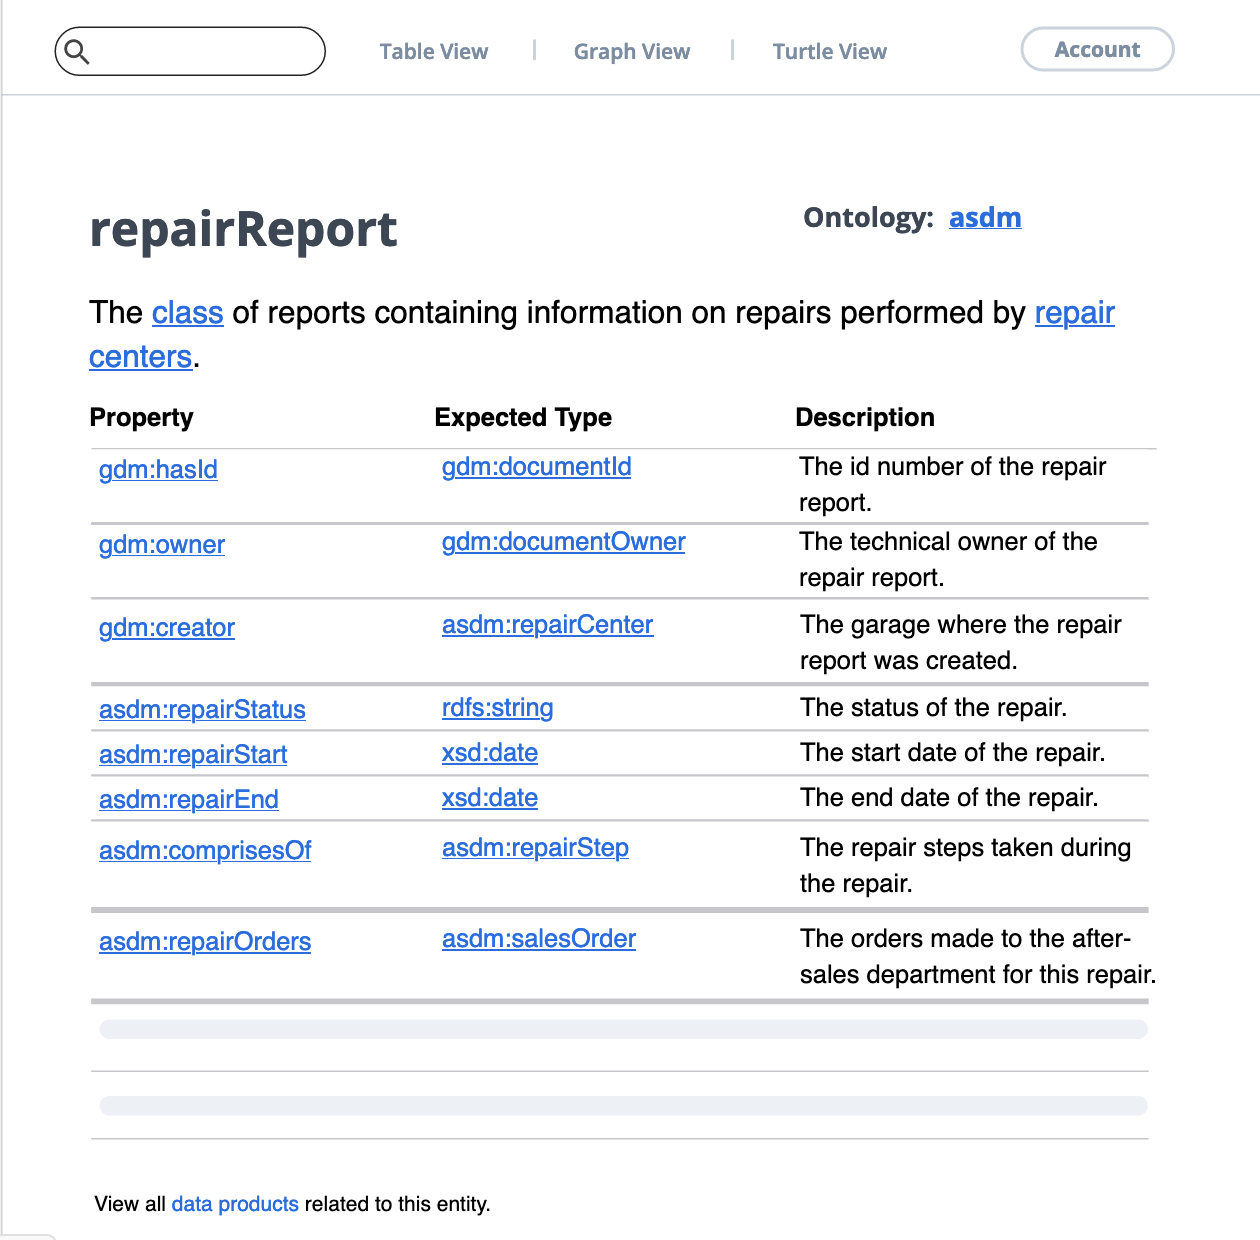 Table View | Graph View | Turtle View Account
repairReport
Ontology: asdm
The class of reports containing information on repairs performed by repair
centers.
Property Expected Type Description
gdm:hasId gdm:documentId The id number of the repair
report.
gdm:owner gdm:documentOwner The technical owner of the
repair report.
gdm:creator asdm:repairCenter The garage where the repair
report was created.
asdm:repairStatus rdfs:string The status of the repair.
asdm:repairStart xsd:date The start date of the repair.
asdm:repairEnd xsd:date The end date of the repair.
asdm:comprisesOf asdm:repairStep The repair steps taken during
the repair.
asdm:repairOrders asdm:salesOrder The orders made to the after-
sales department for this repair.
View all data products related to this entity.